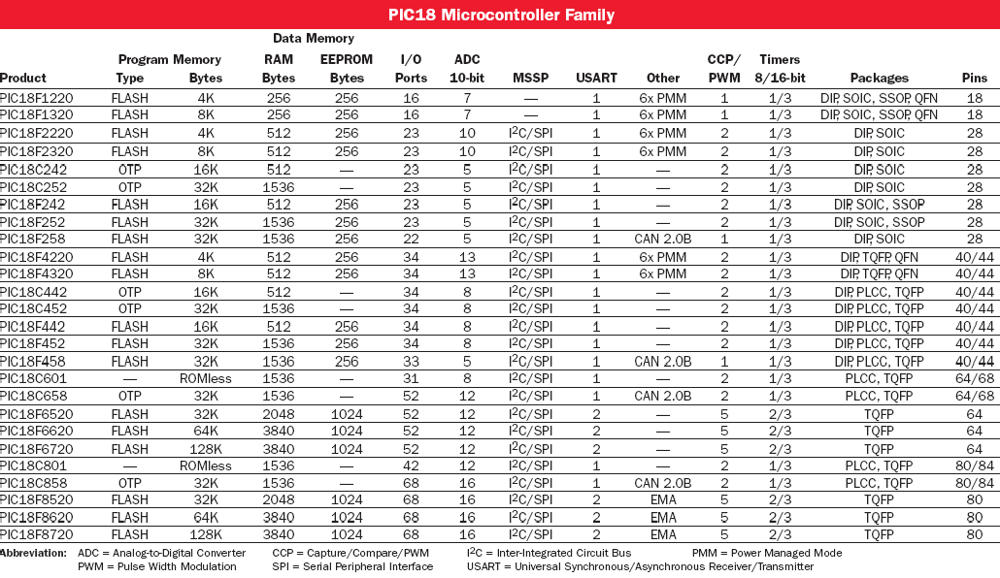 PIC18 Microcontroller Family
Data Memory
Program Memory RAM EEPROM I/O ADC CCP/ Timers
Product Type Bytes Bytes Bytes Ports 10-bit MSSP USART Other PWM 8/16-bit Packages Pins
PIC18F1220 FLASH 4K 256 256 16 7 — 1 6x PMM 1 1/3 DIP, SOIC, SSOP, QFN 18
PIC18F1320 FLASH 8K 256 256 16 7 — 1 6x PMM 1 1/3 DIP, SOIC, SSOP, QFN 18
PIC18F2220 FLASH 4K 512 256 23 10 I²C/SPI 1 6x PMM 2 1/3 DIP, SOIC 28
PIC18F2320 FLASH 8K 512 256 23 10 I²C/SPI 1 6x PMM 2 1/3 DIP, SOIC 28
PIC18C242 OTP 16K 512 — 23 5 I²C/SPI 1 — 2 1/3 DIP, SOIC 28
PIC18C252 OTP 32K 1536 — 23 5 I²C/SPI 1 — 2 1/3 DIP, SOIC 28
PIC18F242 FLASH 16K 512 256 23 5 I²C/SPI 1 — 2 1/3 DIP, SOIC, SSOP 28
PIC18F252 FLASH 32K 1536 256 23 5 I²C/SPI 1 — 2 1/3 DIP, SOIC, SSOP 28
PIC18F258 FLASH 32K 1536 256 22 5 I²C/SPI 1 CAN 2.0B 1 1/3 DIP, SOIC 28
PIC18F4220 FLASH 4K 512 256 34 13 I²C/SPI 1 6x PMM 2 1/3 DIP, TQFP, QFN 40/44
PIC18F4320 FLASH 8K 512 256 34 13 I²C/SPI 1 6x PMM 2 1/3 DIP, TQFP, QFN 40/44
PIC18C442 OTP 16K 512 — 34 8 I²C/SPI 1 — 2 1/3 DIP, PLCC, TQFP 40/44
PIC18C452 OTP 32K 1536 — 34 8 I²C/SPI 1 — 2 1/3 DIP, PLCC, TQFP 40/44
PIC18F442 FLASH 16K 512 256 34 8 I²C/SPI 1 — 2 1/3 DIP, PLCC, TQFP 40/44
PIC18F452 FLASH 32K 1536 256 34 8 I²C/SPI 1 — 2 1/3 DIP, PLCC, TQFP 40/44
PIC18F458 FLASH 32K 1536 256 33 5 I²C/SPI 1 CAN 2.0B 1 1/3 DIP, PLCC, TQFP 40/44
PIC18C601 — ROMless 1536 — 31 8 I²C/SPI 1 — 2 1/3 PLCC, TQFP 64/68
PIC18C658 OTP 32K 1536 — 52 12 I²C/SPI 1 CAN 2.0B 2 1/3 PLCC, TQFP 64/68
PIC18F6520 FLASH 32K 2048 1024 52 12 I²C/SPI 2 — 5 2/3 TQFP 64
PIC18F6620 FLASH 64K 3840 1024 52 12 I²C/SPI 2 — 5 2/3 TQFP 64
PIC18F6720 FLASH 128K 3840 1024 52 12 I²C/SPI 2 — 5 2/3 TQFP 64
PIC18C801 — ROMless 1536 — 42 12 I²C/SPI 1 — 2 1/3 PLCC, TQFP 80/84
PIC18C858 OTP 32K 1536 — 68 16 I²C/SPI 1 CAN 2.0B 2 1/3 PLCC, TQFP 80/84
PIC18F8520 FLASH 32K 2048 1024 68 16 I²C/SPI 2 EMA 5 2/3 TQFP 80
PIC18F8620 FLASH 64K 3840 1024 68 16 I²C/SPI 2 EMA 5 2/3 TQFP 80
PIC18F8720 FLASH 128K 3840 1024 68 16 I²C/SPI 2 EMA 5 2/3 TQFP 80
Abbreviation: ADC = Analog-to-Digital Converter CCP = Capture/Compare/PWM I²C = Inter-Integrated Circuit Bus PMM = Power Managed Mode
PWM = Pulse Width Modulation SPI = Serial Peripheral Interface USART = Universal Synchronous/Asynchronous Receiver/Transmitter